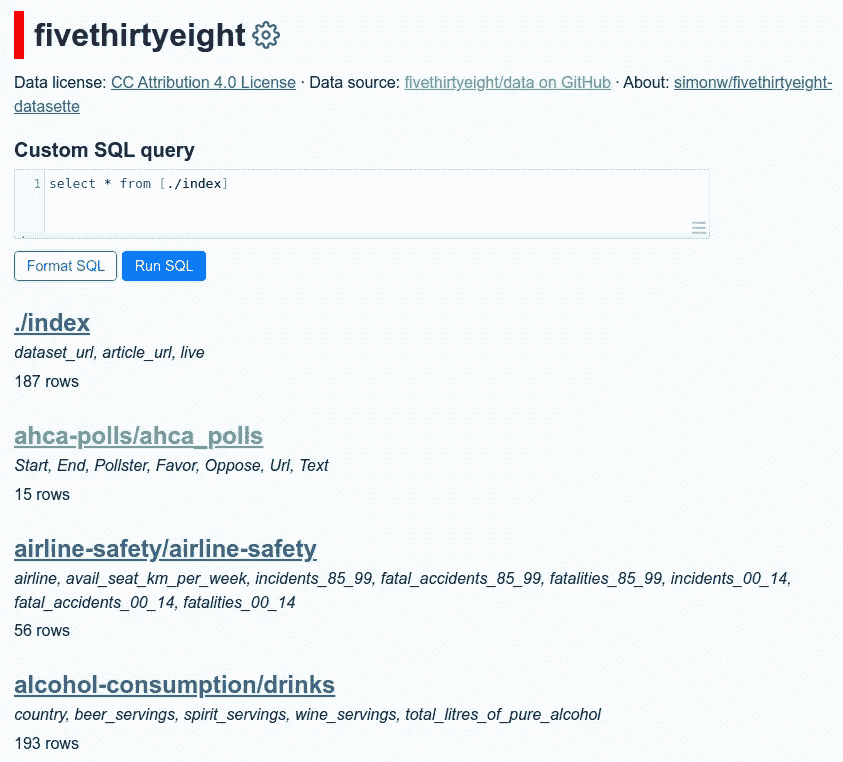 fivethirtyeight
Data license: CC Attribution 4.0 License · Data source: fivethirtyeight/data on GitHub · About: simonw/fivethirtyeight-
datasette
Custom SQL query
1 select * from [./index]
Format SQL Run SQL
./index
dataset_url, article_url, live
187 rows
ahca-polls/ahca_polls
Start, End, Pollster, Favor, Oppose, Url, Text
15 rows
airline-safety/airline-safety
airline, avail_seat_km_per_week, incidents_85_99, fatal_accidents_85_99, fatalities_85_99, incidents_00_14,
fatal_accidents_00_14, fatalities_00_14
56 rows
alcohol-consumption/drinks
country, beer_servings, spirit_servings, wine_servings, total_litres_of_pure_alcohol
193 rows